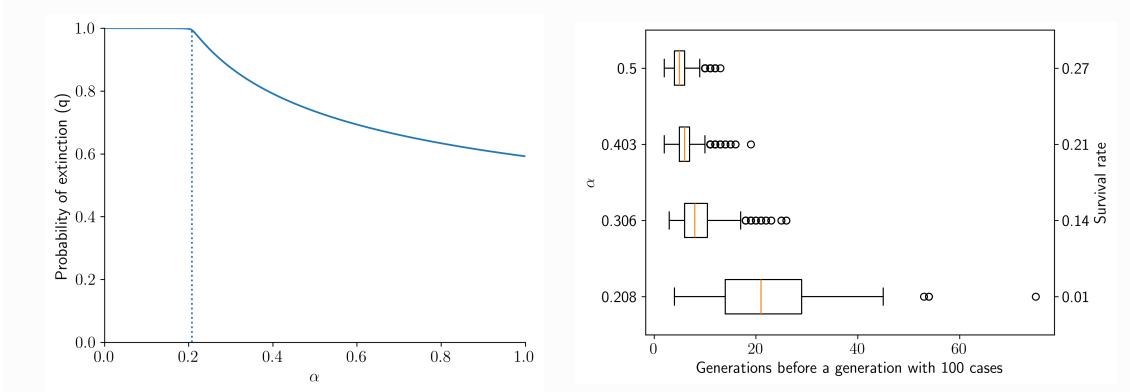 1.0
0.8
0.6
0.4
0.2
0.0
Probability of extinction (q)
0.0 0.2 0.4 0.6 0.8 1.0
α
0.5
0.403
0.306
0.208
α
0.27
0.21
0.14
0.01
Survival rate
0 20 40 60
Generations before a generation with 100 cases